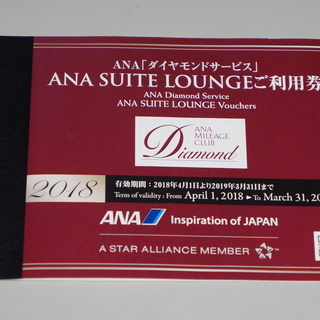 ANA「ダイヤモンドサービス」
ANA SUITE LOUNGEご利用券
ANA Diamond Service
ANA SUITE LOUNGE Vouchers
ANA
MILEAGE
CLUB
Diamond
2018
有効期間：2018年4月1日より2019年3月31日まで
Term of validity : From April 1, 2018 ▶ To March 31, 20
ANA Inspiration of JAPAN
A STAR ALLIANCE MEMBER